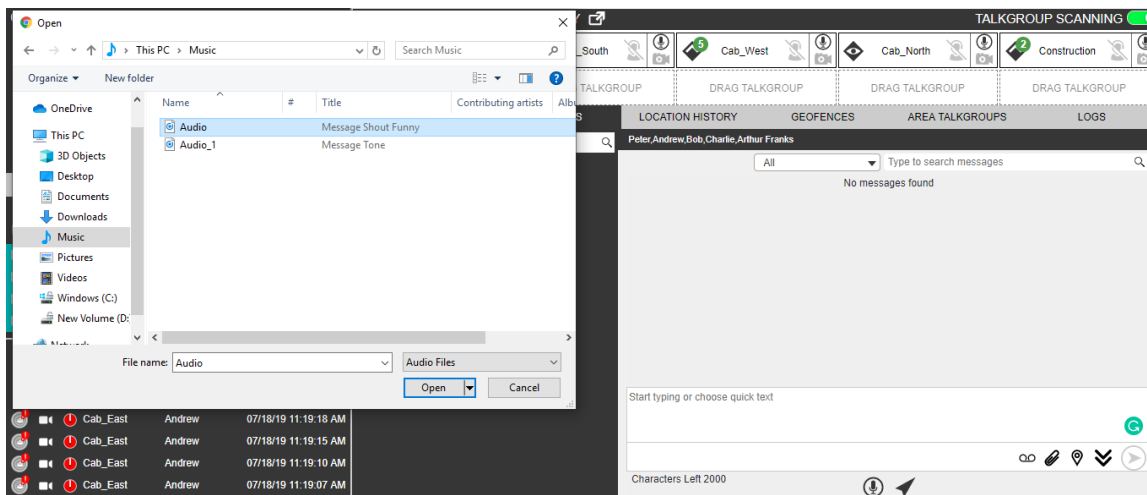 Open
This PC > Music
Search Music
Organize
New folder
OneDrive
This PC
3D Objects
Desktop
Documents
Downloads
Music
Pictures
Videos
Windows (C:)
New Volume (D:
Name # Title Contributing artists
Audio Message Shout Funny
Audio_1 Message Tone
File name: Audio
Audio Files
Open Cancel
TALKGROUP SCANNING
_South
5 Cab_West
Cab_North
2 Construction
TALKGROUP
DRAG TALKGROUP
DRAG TALKGROUP
DRAG TALKGROUP
LOCATION HISTORY GEOFENCES AREA TALKGROUPS LOGS
Peter,Andrew,Bob,Charlie,Arthur Franks
All Type to search messages
No messages found
Start typing or choose quick text
Characters Left 2000
Cab_East Andrew 07/18/19 11:19:18 AM
Cab_East Andrew 07/18/19 11:19:15 AM
Cab_East Andrew 07/18/19 11:19:10 AM
Cab_East Andrew 07/18/19 11:19:07 AM